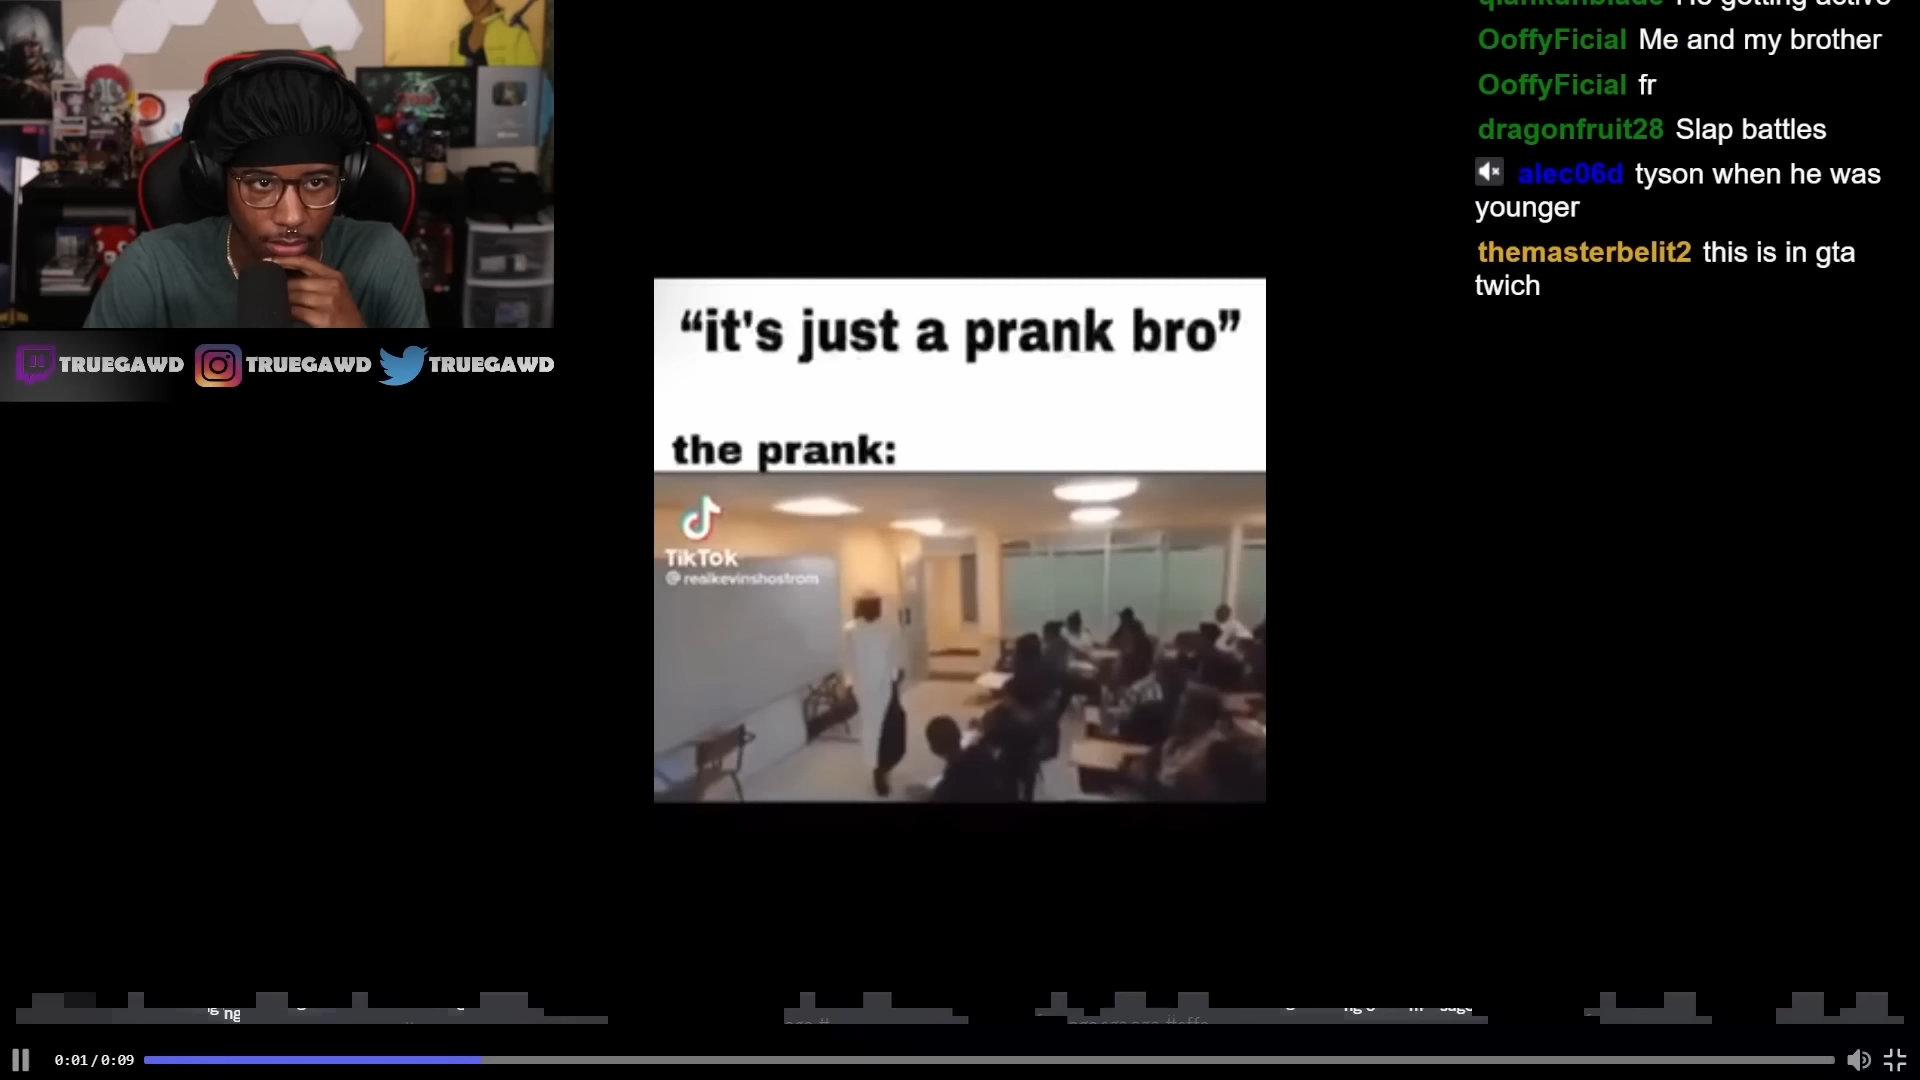 OoffyFicial Me and my brother
OoffyFicial fr
dragonfruit28 Slap battles
alec06d tyson when he was
younger
themasterbelit2 this is in gta
twich
TRUEGAWD TRUEGAWD TRUEGAWD
“it's just a prank bro”
the prank:
TikTok
@realkevinshostrom
0:01/0:09